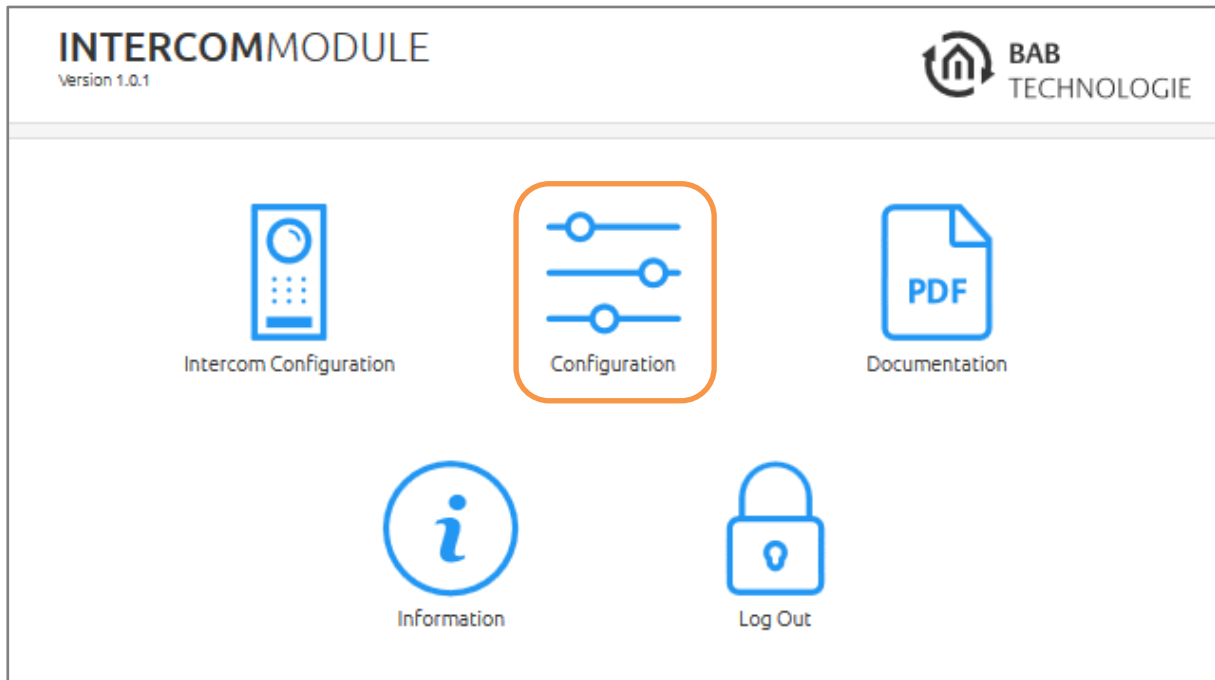 INTERCOMMODULE
Version 1.0.1
BAB
TECHNOLOGIE
PDF
Intercom Configuration
Configuration
Documentation
i
Information
Log Out